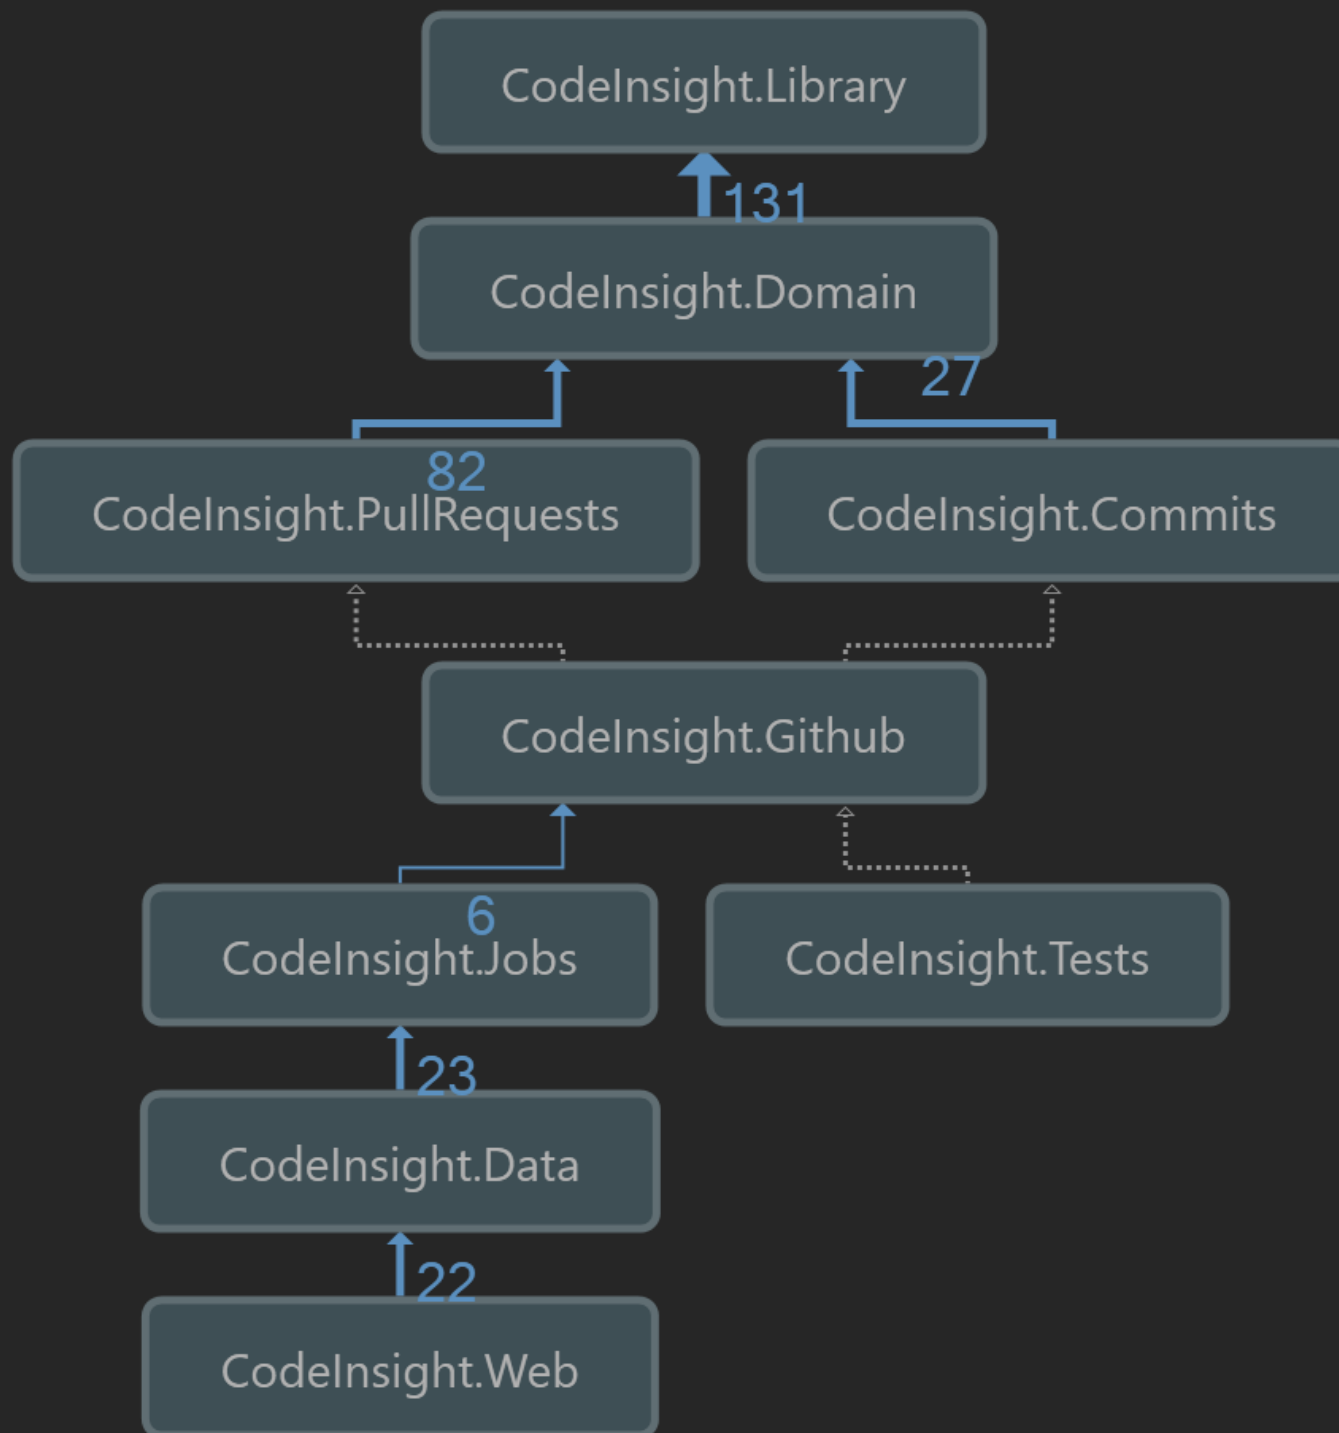 CodeInsight.Library
131
CodeInsight.Domain
27
82
CodeInsight.PullRequests
CodeInsight.Commits
CodeInsight.Github
6
CodeInsight.Jobs
CodeInsight.Tests
23
CodeInsight.Data
22
CodeInsight.Web